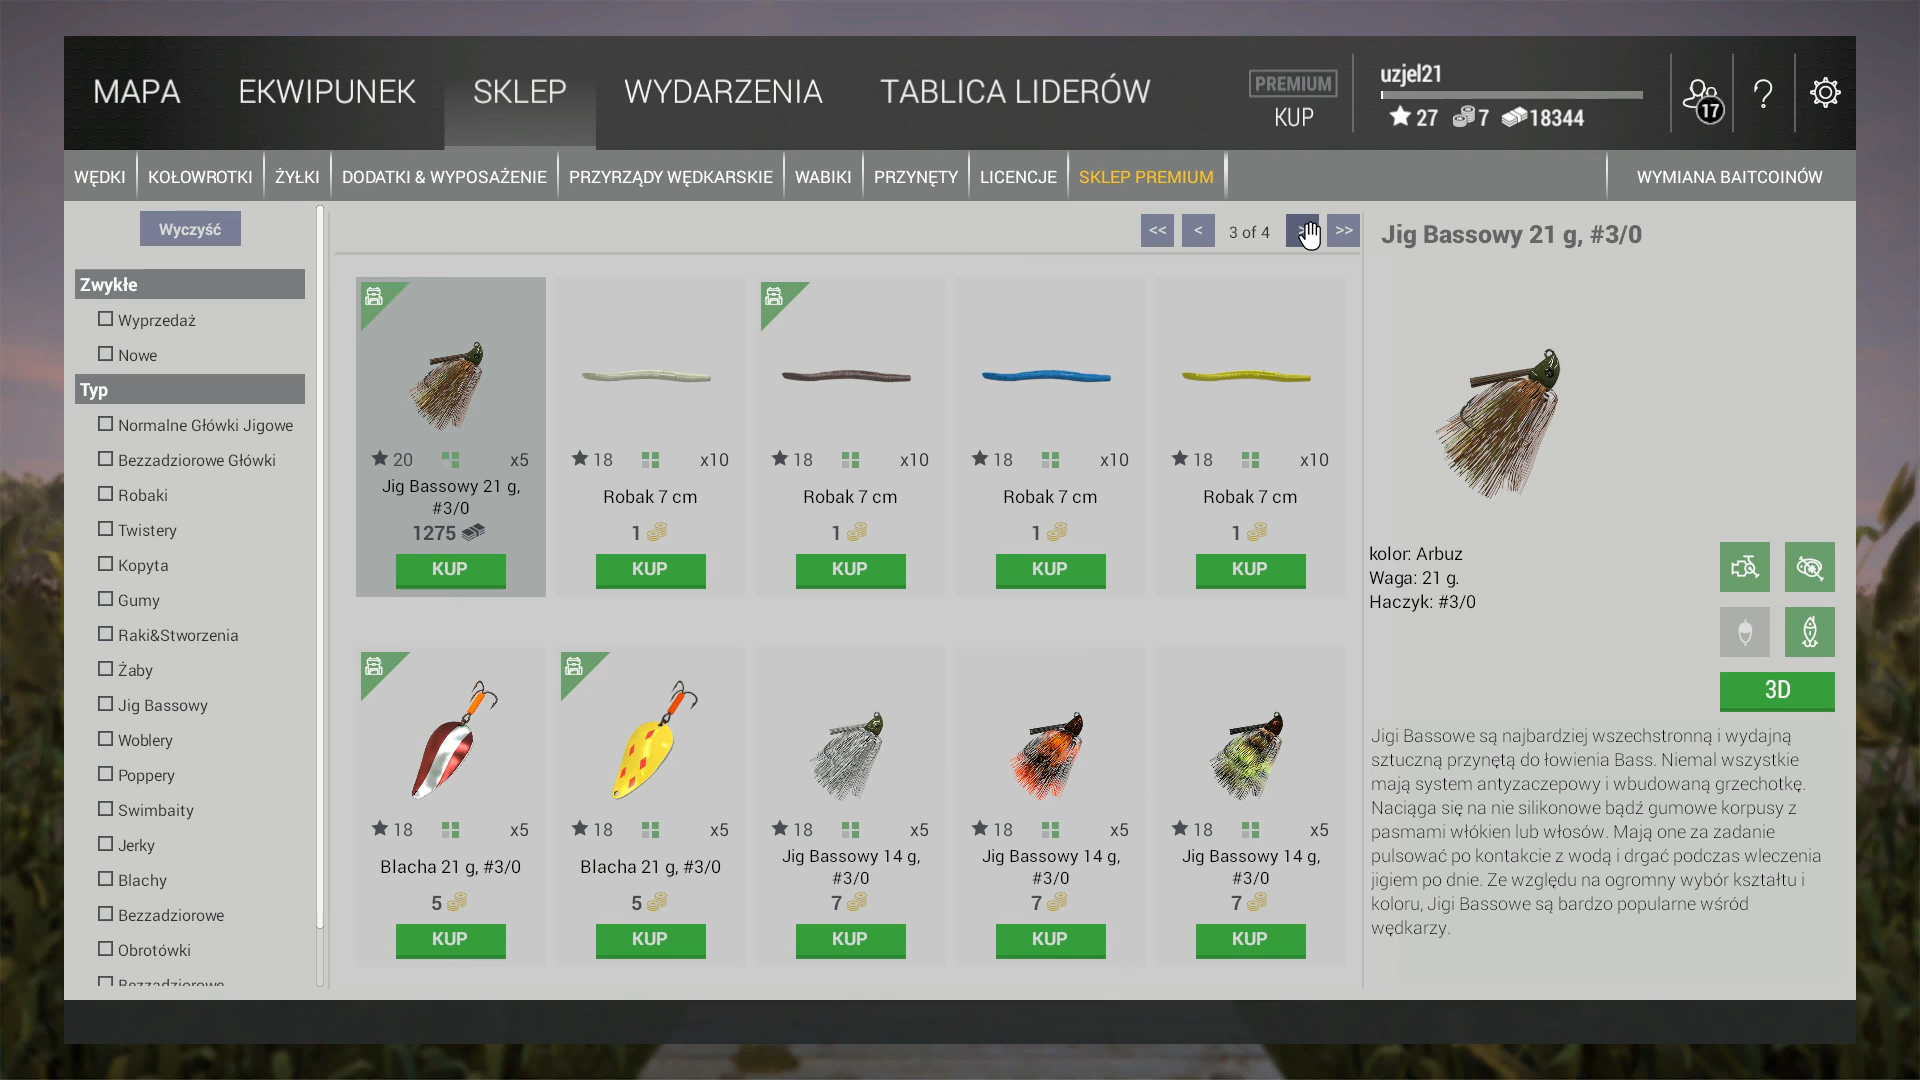 MAPA EKWIPUNEK SKLEP WYDARZENIA TABLICA LIDERÓW
PREMIUM
KUP
uzjel21
27 7 18344
17
?
WĘDKI KOŁOWROTKI ŻYŁKI DODATKI & WYPOSAŻENIE PRZYRZĄDY WĘDKARSKIE WABIKI PRZYNĘTY LICENCJE SKLEP PREMIUM WYMIANA BAITCOINÓW
Wyczyść
Zwykłe
Wyprzedaż
Nowe
Typ
Normalne Główki Jigowe
Bezzadziorowe Główki
Robaki
Twistery
Kopyta
Gumy
Raki&Stworzenia
Żaby
Jig Bassowy
Woblery
Poppery
Swimbaity
Jerky
Blachy
Bezzadziorowe
Obrotówki
Bezzadziorowe
<< < 3 of 4 > >>
20 x5
Jig Bassowy 21 g,
#3/0
1275
KUP
18 x10
Robak 7 cm
1
KUP
18 x10
Robak 7 cm
1
KUP
18 x10
Robak 7 cm
1
KUP
18 x10
Robak 7 cm
1
KUP
18 x5
Blacha 21 g, #3/0
5
KUP
18 x5
Blacha 21 g, #3/0
5
KUP
18 x5
Jig Bassowy 14 g,
#3/0
7
KUP
18 x5
Jig Bassowy 14 g,
#3/0
7
KUP
18 x5
Jig Bassowy 14 g,
#3/0
7
KUP
Jig Bassowy 21 g, #3/0
kolor: Arbuz
Waga: 21 g.
Haczyk: #3/0
3D
Jigi Bassowe są najbardziej wszechstronną i wydajną
sztuczną przynętą do łowienia Bass. Niemal wszystkie
mają system antyzaczepowy i wbudowaną grzechotkę.
Naciąga się na nie silikonowe bądź gumowe korpusy z
pasmami włókien lub włosów. Mają one za zadanie
pulsować po kontakcie z wodą i drgać podczas wleczenia
jigiem po dnie. Ze względu na ogromny wybór kształtu i
koloru, Jigi Bassowe są bardzo popularne wśród
wędkarzy.